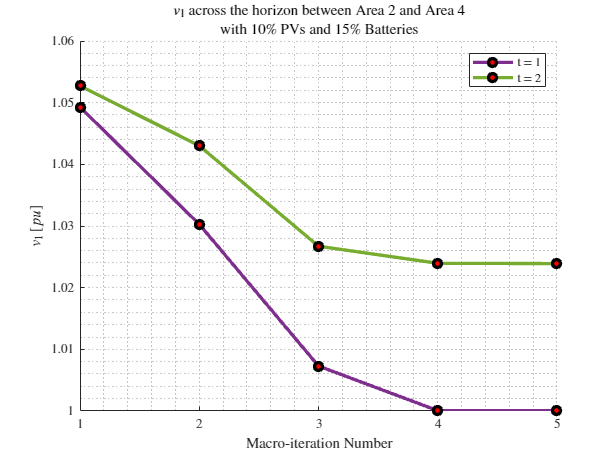 v₁ across the horizon between Area 2 and Area 4
with 10% PVs and 15% Batteries
t = 1
t = 2
1.06
1.05
1.04
1.03
1.02
1.01
1
v₁ [pu]
1 2 3 4 5
Macro-iteration Number